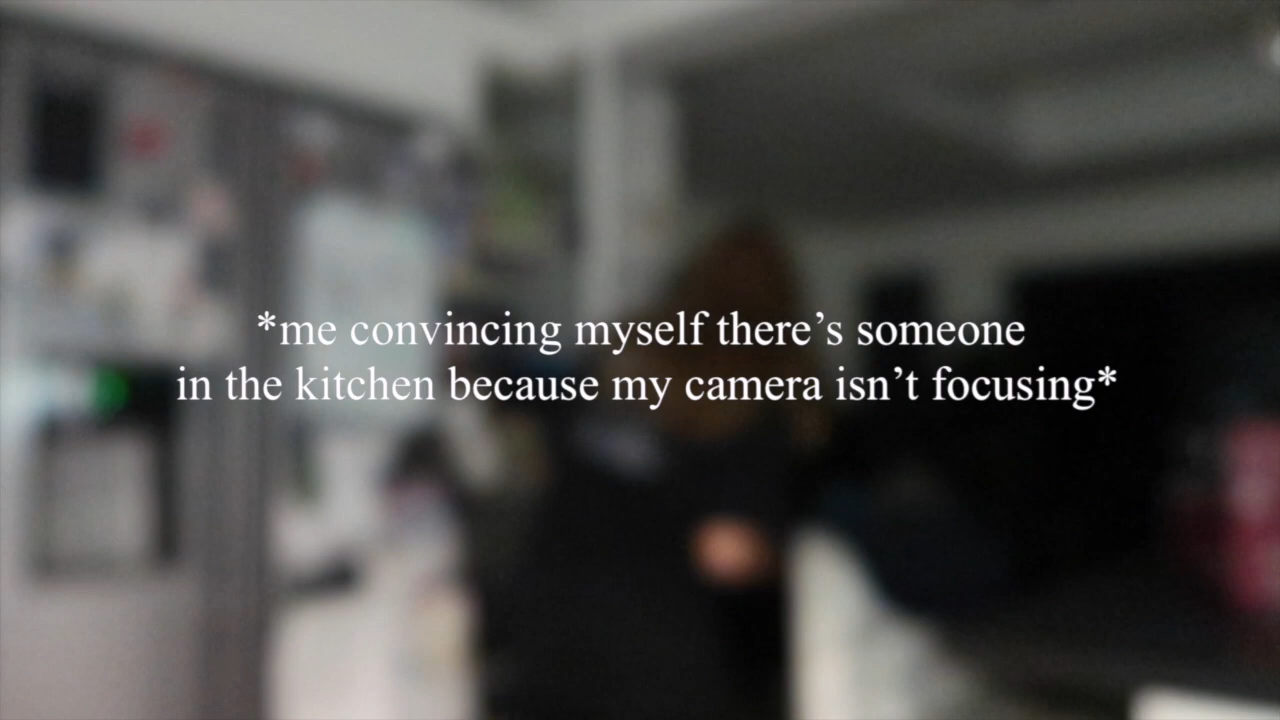 *me convincing myself there’s someone
in the kitchen because my camera isn’t focusing*